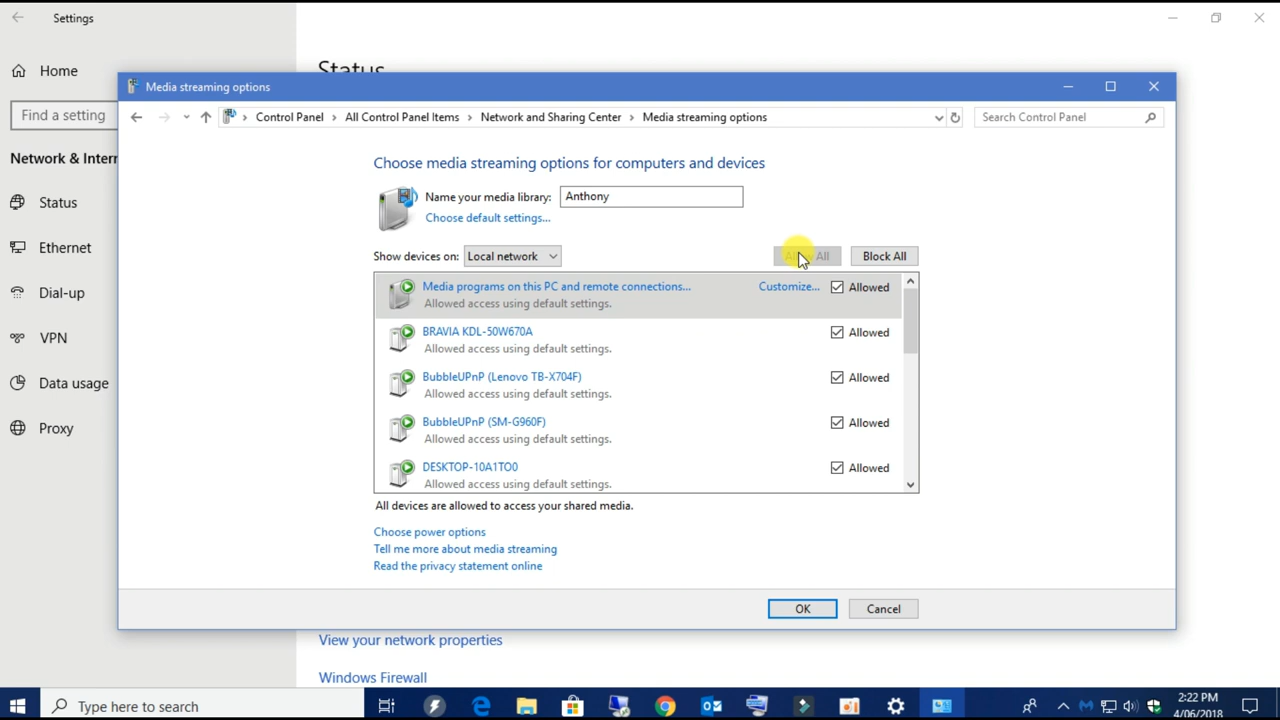 Settings
Status
Home
Media streaming options
Find a setting
Control Panel > All Control Panel Items > Network and Sharing Center > Media streaming options
Search Control Panel
Network & Intern
Choose media streaming options for computers and devices
Name your media library: Anthony
Choose default settings...
Status
Ethernet
Dial-up
VPN
Data usage
Proxy
Show devices on: Local network
All
Block All
Media programs on this PC and remote connections...
Customize...
Allowed
Allowed access using default settings.
BRAVIA KDL-50W670A
Allowed
Allowed access using default settings.
BubbleUPnP (Lenovo TB-X704F)
Allowed
Allowed access using default settings.
BubbleUPnP (SM-G960F)
Allowed
Allowed access using default settings.
DESKTOP-10A1TO0
Allowed
Allowed access using default settings.
All devices are allowed to access your shared media.
Choose power options
Tell me more about media streaming
Read the privacy statement online
OK
Cancel
View your network properties
Windows Firewall
Type here to search
2:22 PM
4/06/2018